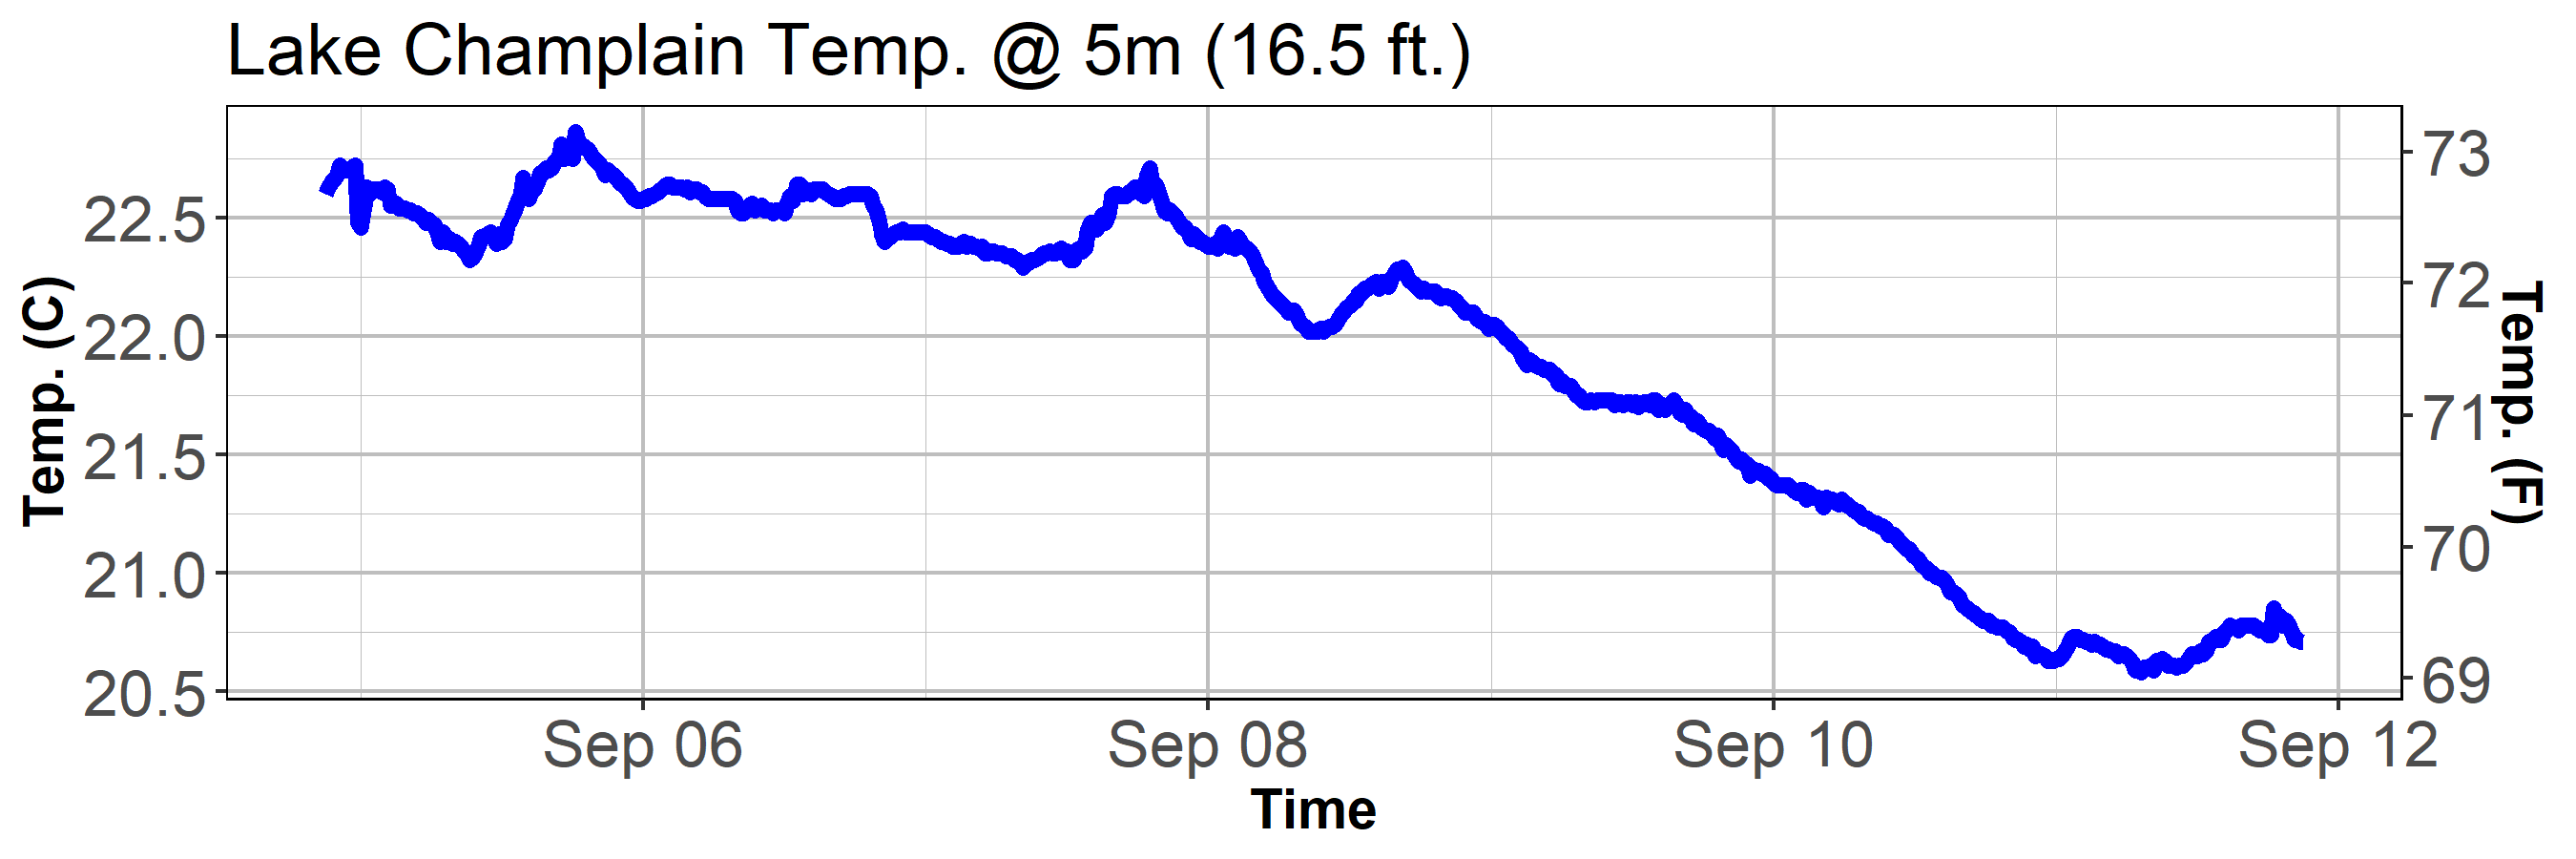 Lake Champlain Temp. @ 5m (16.5 ft.)
Temp. (C)
22.5
22.0
21.5
21.0
20.5
73
72
71
70
69
Temp. (F)
Sep 06
Sep 08
Sep 10
Sep 12
Time